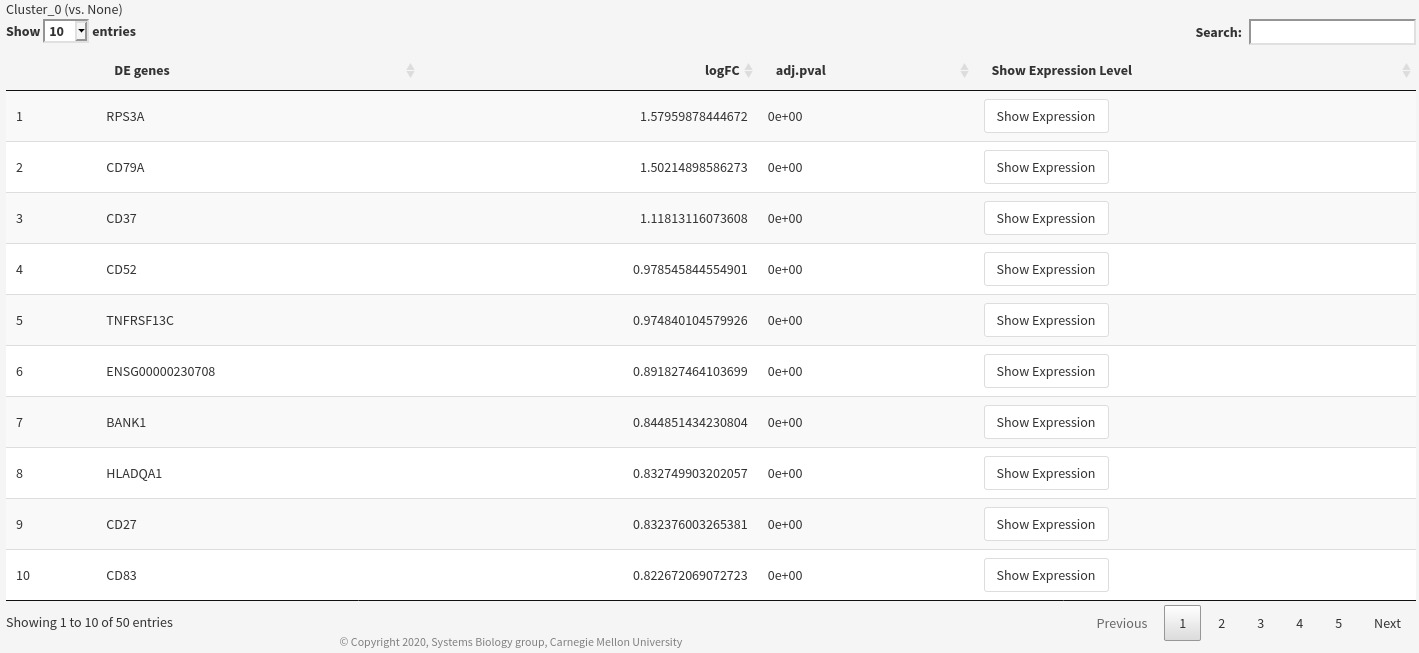 Cluster_0 (vs. None)
Show 10 entries Search:
DE genes logFC adj.pval Show Expression Level
1 RPS3A 1.57959878444672 0e+00 Show Expression
2 CD79A 1.50214898586273 0e+00 Show Expression
3 CD37 1.11813116073608 0e+00 Show Expression
4 CD52 0.978545844554901 0e+00 Show Expression
5 TNFRSF13C 0.974840104579926 0e+00 Show Expression
6 ENSG00000230708 0.891827464103699 0e+00 Show Expression
7 BANK1 0.844851434230804 0e+00 Show Expression
8 HLADQA1 0.832749903202057 0e+00 Show Expression
9 CD27 0.832376003265381 0e+00 Show Expression
10 CD83 0.822672069072723 0e+00 Show Expression
Showing 1 to 10 of 50 entries Previous 1 2 3 4 5 Next
© Copyright 2020, Systems Biology group, Carnegie Mellon University